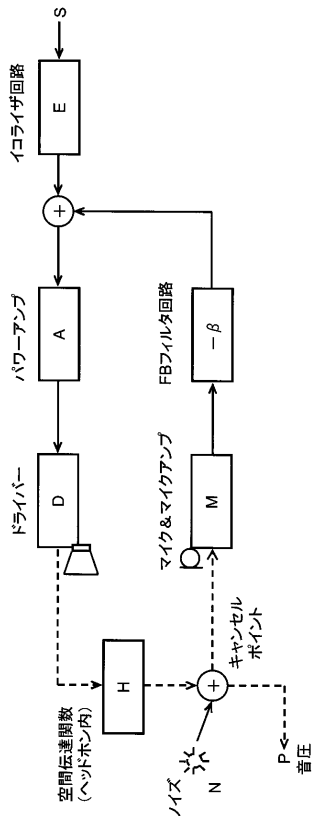 S
イコライザ回路
E
+
パワーアンプ
A
FBフィルタ回路
−β
ドライバー
D
マイク&マイクアンプ
M
空間伝達関数
(ヘッドホン内)
H
キャンセル
ポイント
+
ノイズ
N
P
音圧